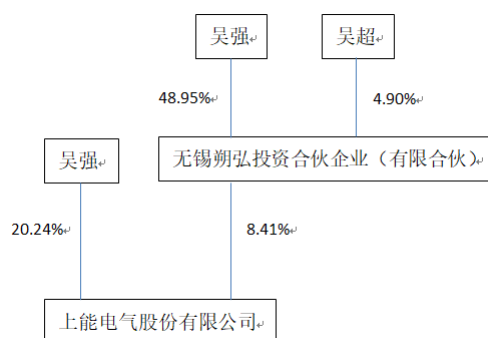 吴强
吴超
48.95%
4.90%
吴强
无锡朔弘投资合伙企业（有限合伙）
20.24%
8.41%
上能电气股份有限公司